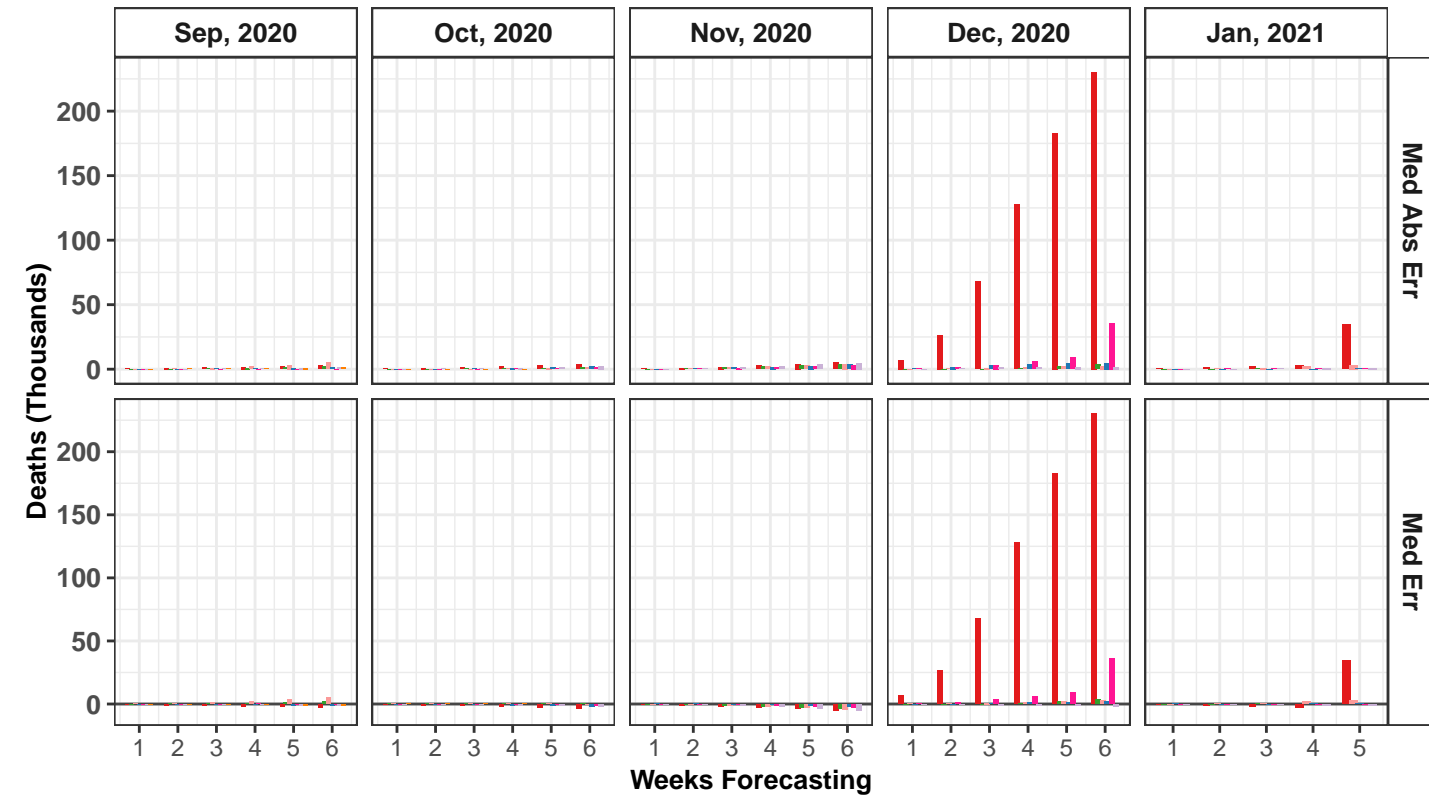 Sep, 2020 Oct, 2020 Nov, 2020 Dec, 2020 Jan, 2021
200
150
100
50
0
Med Abs Err
Deaths (Thousands)
200
150
100
50
0
Med Err
1 2 3 4 5 6 1 2 3 4 5 6 1 2 3 4 5 6 1 2 3 4 5 6 1 2 3 4 5
Weeks Forecasting